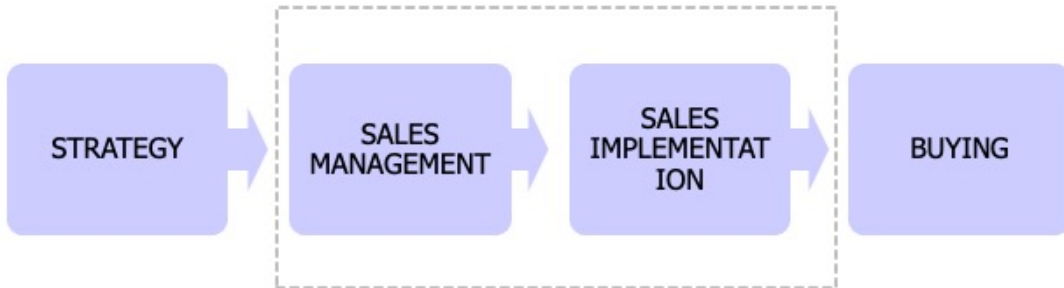 STRATEGY
SALES
MANAGEMENT
SALES
IMPLEMENTAT
ION
BUYING